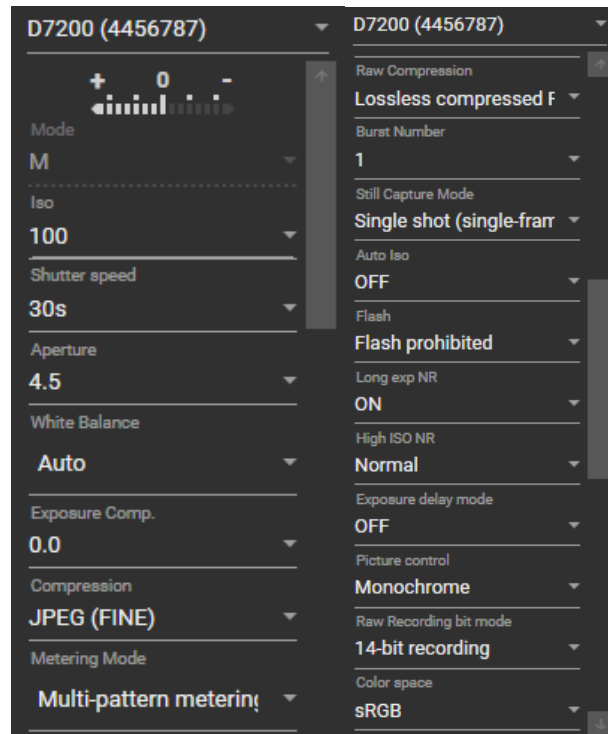 D7200 (4456787)
+ 0 -
Mode
M
Iso
100
Shutter speed
30s
Aperture
4.5
White Balance
Auto
Exposure Comp.
0.0
Compression
JPEG (FINE)
Metering Mode
Multi-pattern metering
D7200 (4456787)
Raw Compression
Lossless compressed F
Burst Number
1
Still Capture Mode
Single shot (single-fram
Auto Iso
OFF
Flash
Flash prohibited
Long exp NR
ON
High ISO NR
Normal
Exposure delay mode
OFF
Picture control
Monochrome
Raw Recording bit mode
14-bit recording
Color space
sRGB